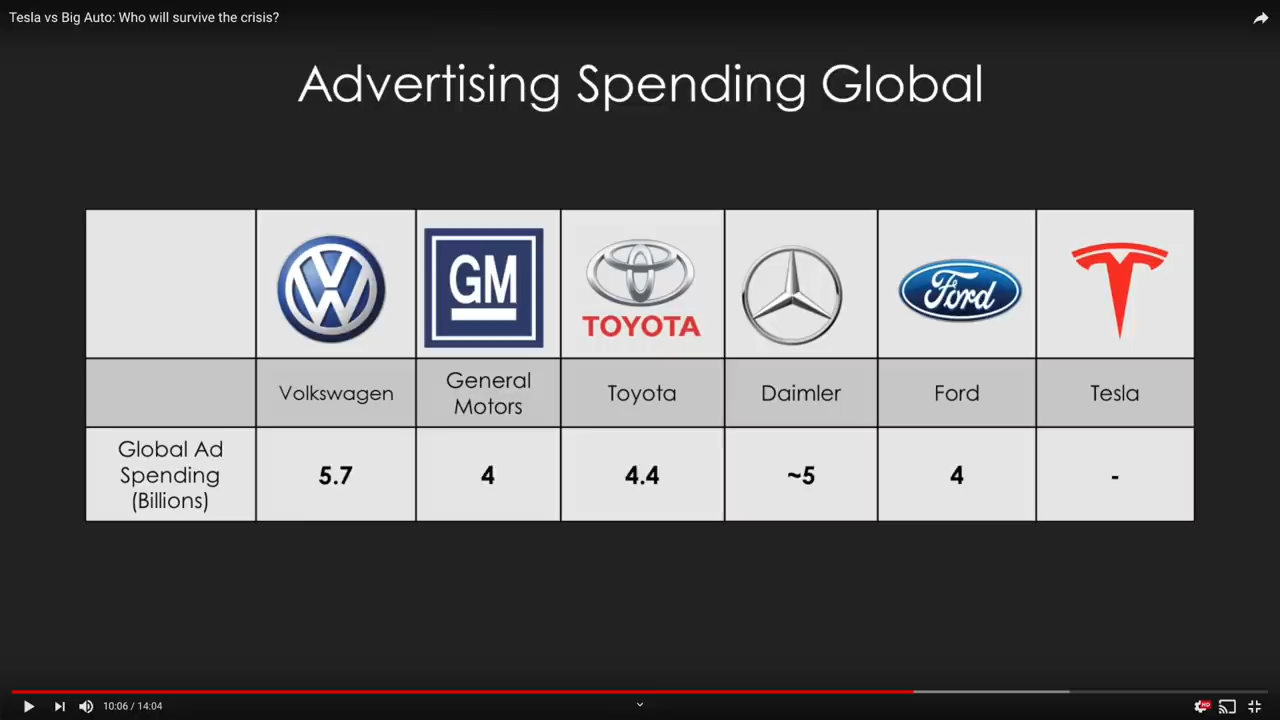 Tesla vs Big Auto: Who will survive the crisis?
Advertising Spending Global
GM
TOYOTA
Ford
Volkswagen
General
Motors
Toyota
Daimler
Ford
Tesla
Global Ad
Spending
(Billions)
5.7
4
4.4
~5
4
-
10:06 / 14:04
HD